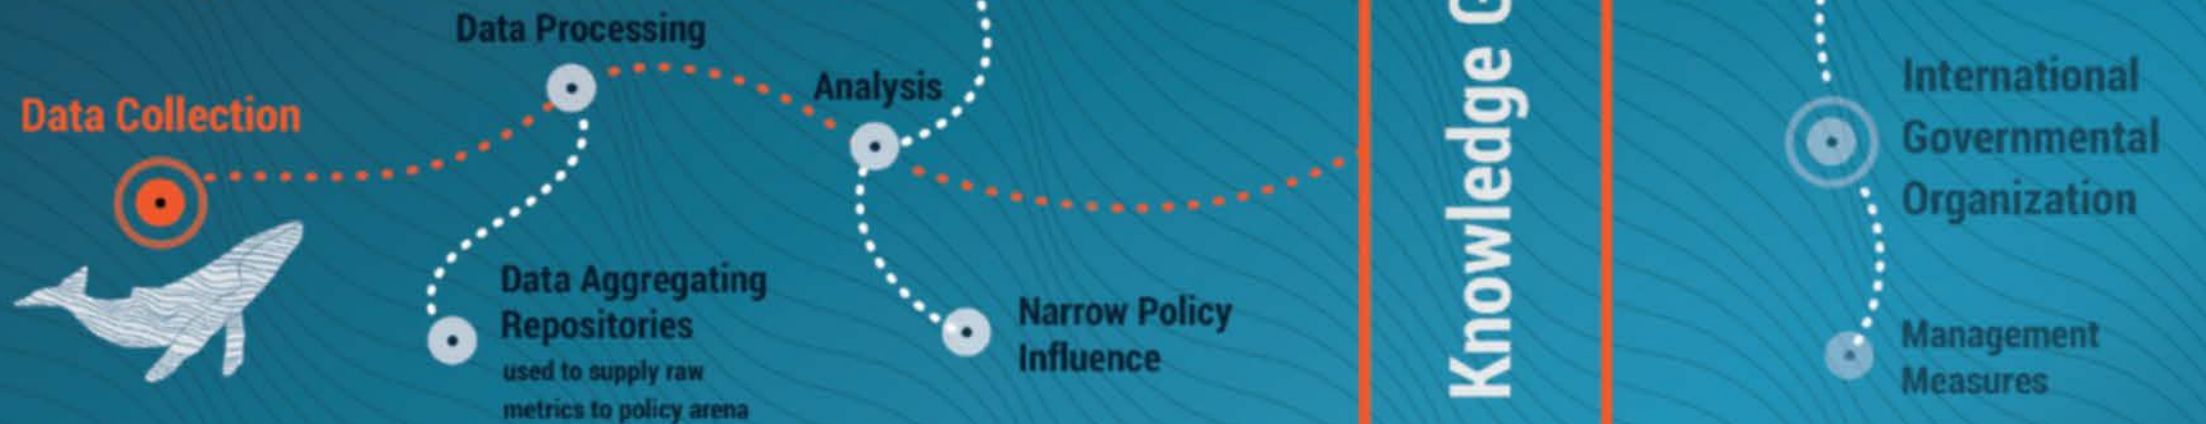 Data Processing
Data Collection
Analysis
Data Aggregating
Repositories
used to supply raw
metrics to policy arena
Narrow Policy
Influence
Knowledge
International
Governmental
Organization
Management
Measures